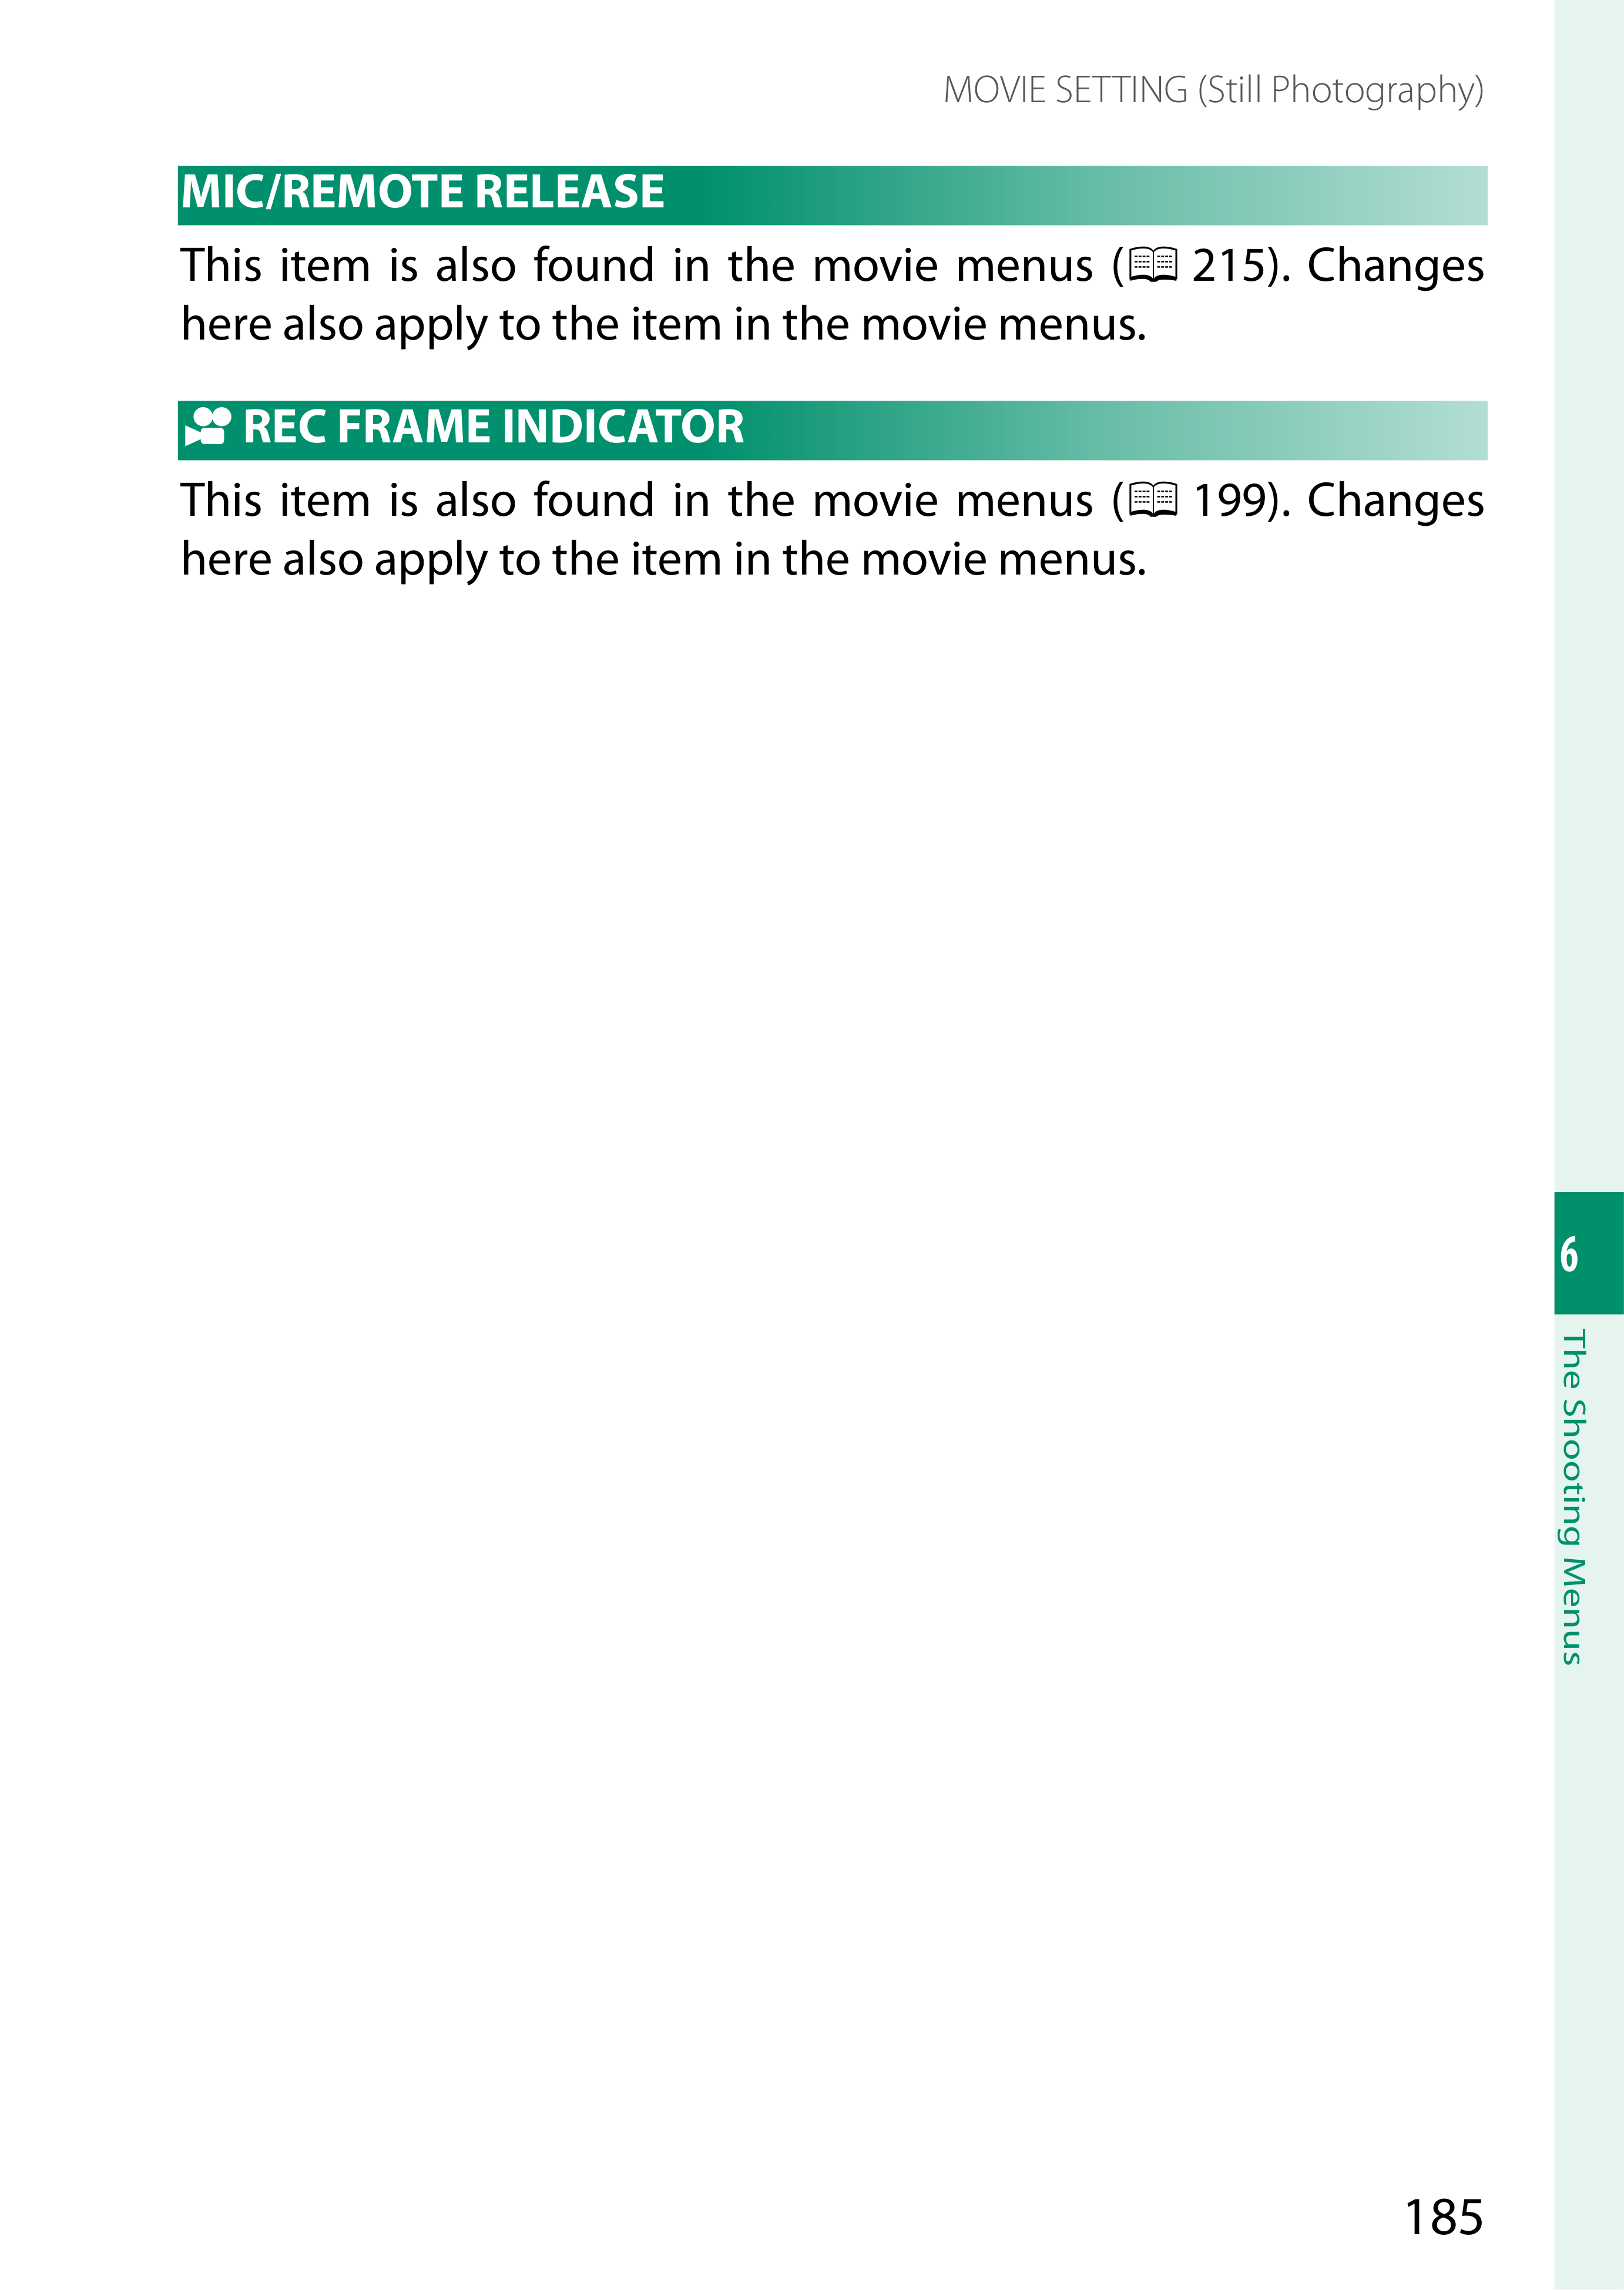 MOVIE SETTING (Still Photography)
MIC/REMOTE RELEASE
This item is also found in the movie menus ( 215). Changes
here also apply to the item in the movie menus.
REC FRAME INDICATOR
This item is also found in the movie menus ( 199). Changes
here also apply to the item in the movie menus.
6
The Shooting Menus
185